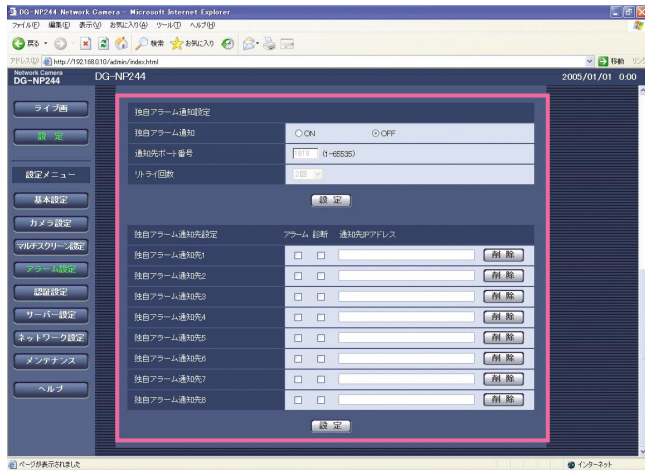 DG-NP244 Network Camera - Microsoft Internet Explorer
ファイル(F) 編集(E) 表示(V) お気に入り(A) ツール(T) ヘルプ(H)
戻る 検索 お気に入り
アドレス(D) http://192.168.0.10/admin/index.html 移動 リンク
Network Camera
DG-NP244
DG-NP244
2005/01/01 0:00
ライブ画
設 定
設定メニュー
基本設定
カメラ設定
マルチスクリーン設定
アラーム設定
認証設定
サーバー設定
ネットワーク設定
メンテナンス
ヘルプ
独自アラーム通知設定
独自アラーム通知 ON OFF
通知先ポート番号 1818 (1-65535)
リトライ回数 2回
設 定
独自アラーム通知先設定 アラーム 診断 通知先IPアドレス
独自アラーム通知先1 削 除
独自アラーム通知先2 削 除
独自アラーム通知先3 削 除
独自アラーム通知先4 削 除
独自アラーム通知先5 削 除
独自アラーム通知先6 削 除
独自アラーム通知先7 削 除
独自アラーム通知先8 削 除
設 定
ページが表示されました インターネット